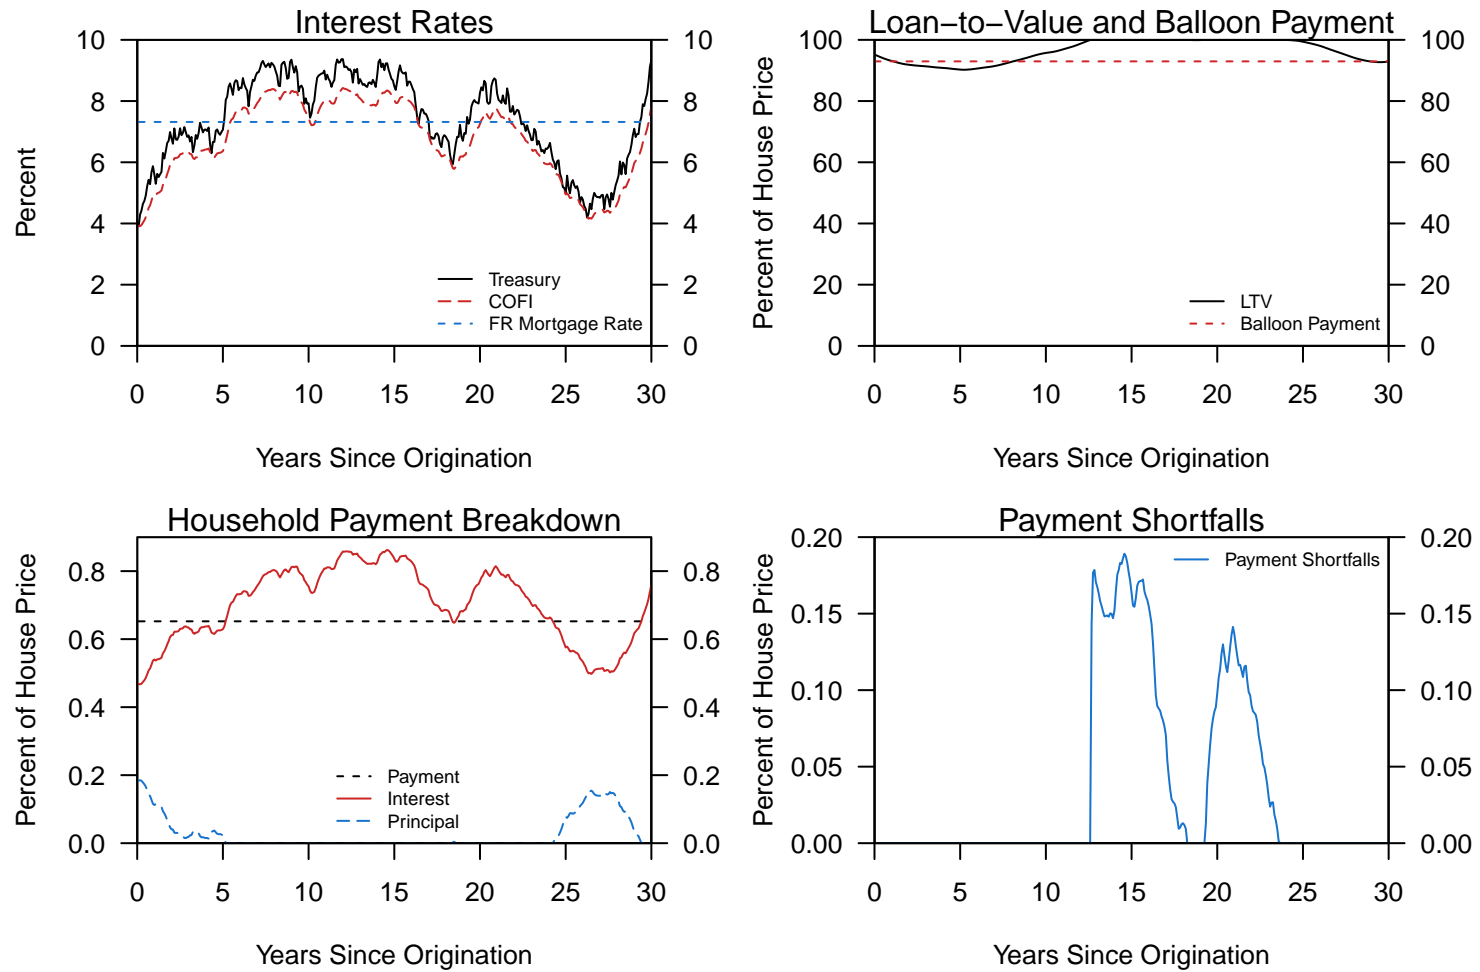 Interest Rates
10
8
6
4
2
0
10
8
6
4
2
0
Percent
Treasury
COFI
FR Mortgage Rate
0 5 10 15 20 25 30
Years Since Origination
Loan−to−Value and Balloon Payment
100
80
60
40
20
0
100
80
60
40
20
0
Percent of House Price
LTV
Balloon Payment
0 5 10 15 20 25 30
Years Since Origination
Household Payment Breakdown
0.8
0.6
0.4
0.2
0.0
0.8
0.6
0.4
0.2
0.0
Percent of House Price
Payment
Interest
Principal
0 5 10 15 20 25 30
Years Since Origination
Payment Shortfalls
0.20
0.15
0.10
0.05
0.00
0.20
0.15
0.10
0.05
0.00
Percent of House Price
Payment Shortfalls
0 5 10 15 20 25 30
Years Since Origination